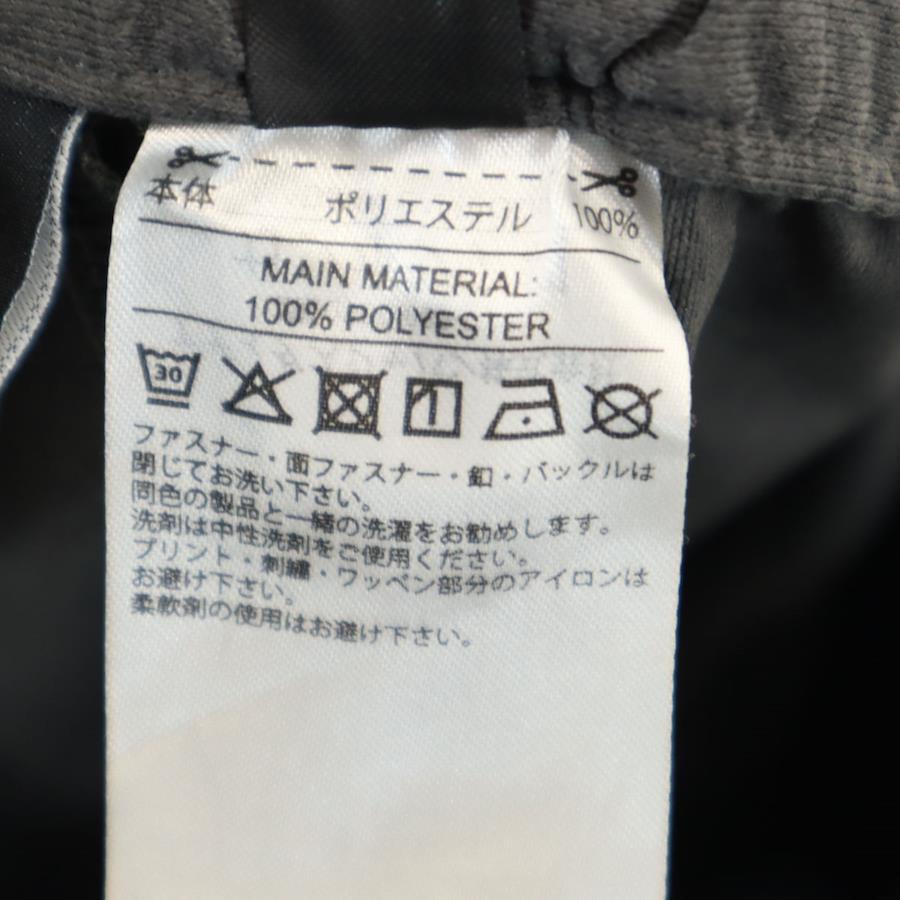 本体 ポリエステル 100%
MAIN MATERIAL:
100% POLYESTER
30
ファスナー・面ファスナー・釦・バックルは
閉じてお洗い下さい。
同色の製品と一緒の洗濯をお勧めします。
洗剤は中性洗剤をご使用ください。
プリント・刺繍・ワッペン部分のアイロンは
お避け下さい。
柔軟剤の使用はお避け下さい。